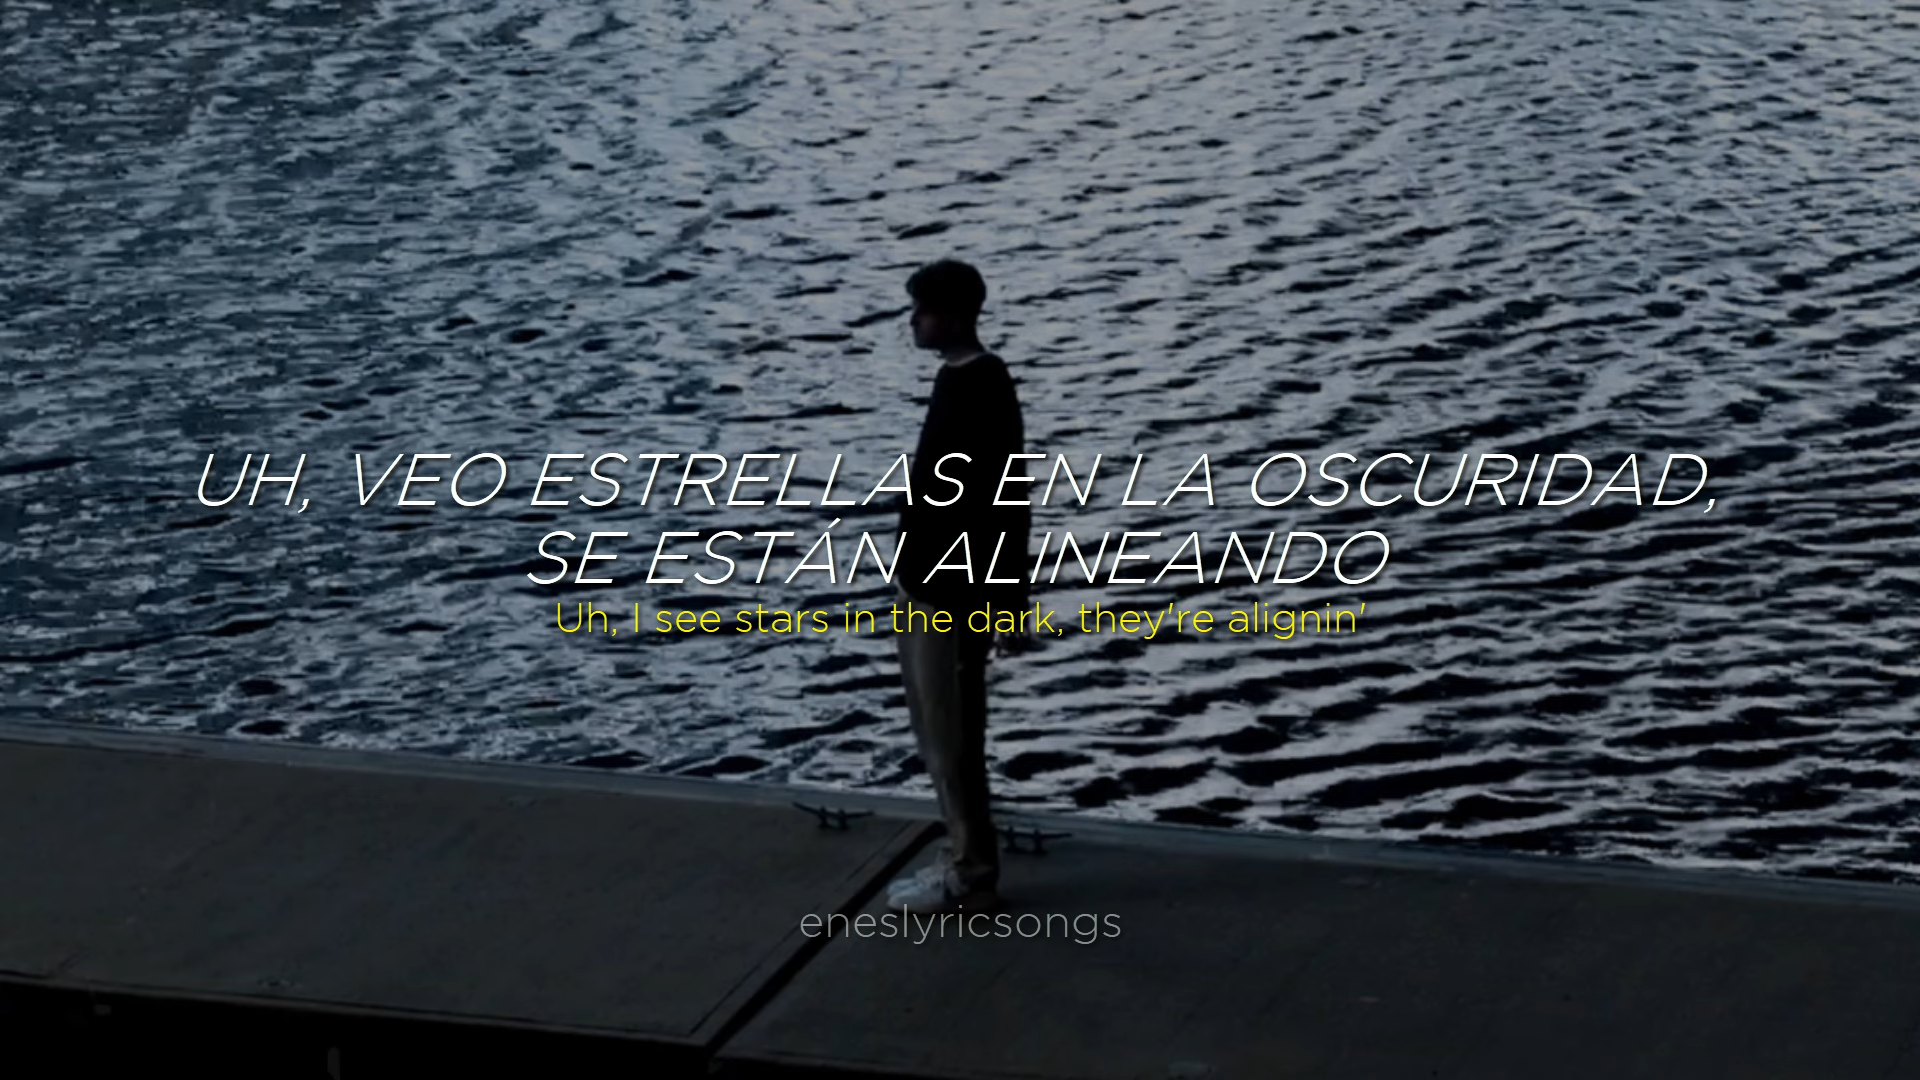 UH, VEO ESTRELLAS EN LA OSCURIDAD,
SE ESTÁN ALINEANDO
Uh, I see stars in the dark, they're alignin'
eneslyricsongs